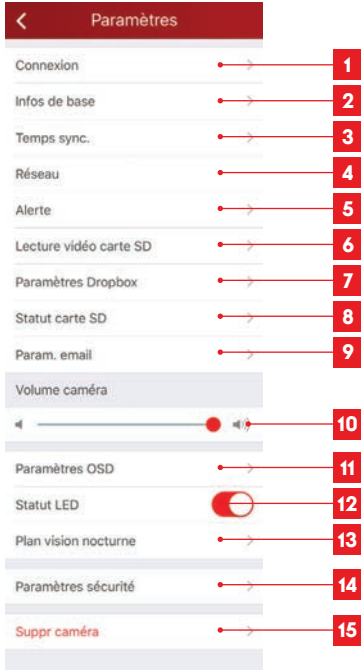 Paramètres
Connexion 1
Infos de base 2
Temps sync. 3
Réseau 4
Alerte 5
Lecture vidéo carte SD 6
Paramètres Dropbox 7
Statut carte SD 8
Param. email 9
Volume caméra
10
Paramètres OSD 11
Statut LED 12
Plan vision nocturne 13
Paramètres sécurité 14
Suppr caméra 15